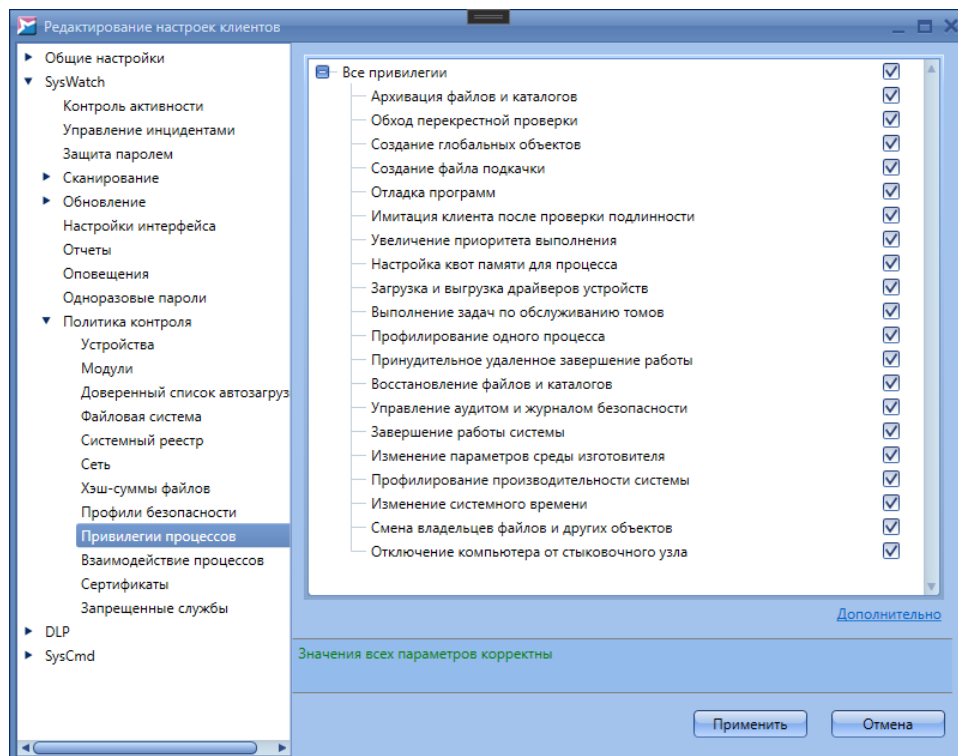 Редактирование настроек клиентов
Общие настройки
SysWatch
Контроль активности
Управление инцидентами
Защита паролем
Сканирование
Обновление
Настройки интерфейса
Отчеты
Оповещения
Одноразовые пароли
Политика контроля
Устройства
Модули
Доверенный список автозагруз
Файловая система
Системный реестр
Сеть
Хэш-суммы файлов
Профили безопасности
Привилегии процессов
Взаимодействие процессов
Сертификаты
Запрещенные службы
DLP
SysCmd
Все привилегии
Архивация файлов и каталогов
Обход перекрестной проверки
Создание глобальных объектов
Создание файла подкачки
Отладка программ
Имитация клиента после проверки подлинности
Увеличение приоритета выполнения
Настройка квот памяти для процесса
Загрузка и выгрузка драйверов устройств
Выполнение задач по обслуживанию томов
Профилирование одного процесса
Принудительное удаленное завершение работы
Восстановление файлов и каталогов
Управление аудитом и журналом безопасности
Завершение работы системы
Изменение параметров среды изготовителя
Профилирование производительности системы
Изменение системного времени
Смена владельцев файлов и других объектов
Отключение компьютера от стыковочного узла
Дополнительно
Значения всех параметров корректны
Применить
Отмена